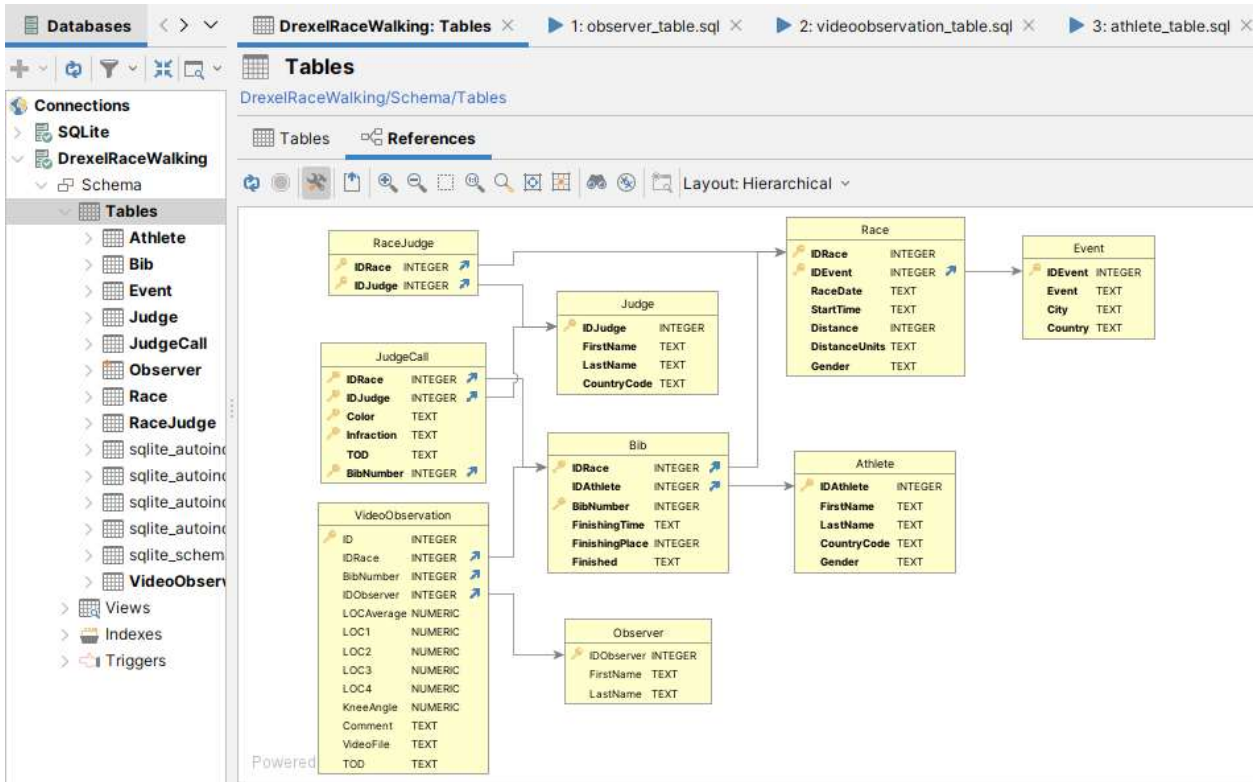 Databases
DrexelRaceWalking: Tables
1: observer_table.sql
2: videoobservation_table.sql
3: athlete_table.sql
Tables
DrexelRaceWalking/Schema/Tables
Connections
SQLite
DrexelRaceWalking
Schema
Tables
Athlete
Bib
Event
Judge
JudgeCall
Observer
Race
RaceJudge
sqlite_autoind
sqlite_autoind
sqlite_autoind
sqlite_autoind
sqlite_schem
VideoObserv
Views
Indexes
Triggers
Tables
References
Layout: Hierarchical
RaceJudge
IDRace INTEGER
IDJudge INTEGER
JudgeCall
IDRace INTEGER
IDJudge INTEGER
Color TEXT
Infraction TEXT
TOD TEXT
BibNumber INTEGER
VideoObservation
ID INTEGER
IDRace INTEGER
BibNumber INTEGER
IDObserver INTEGER
LOCAverage NUMERIC
LOC1 NUMERIC
LOC2 NUMERIC
LOC3 NUMERIC
LOC4 NUMERIC
KneeAngle NUMERIC
Comment TEXT
VideoFile TEXT
TOD TEXT
Judge
IDJudge INTEGER
FirstName TEXT
LastName TEXT
CountryCode TEXT
Bib
IDRace INTEGER
IDAthlete INTEGER
BibNumber INTEGER
FinishingTime TEXT
FinishingPlace INTEGER
Finished TEXT
Observer
IDObserver INTEGER
FirstName TEXT
LastName TEXT
Race
IDRace INTEGER
IDEvent INTEGER
RaceDate TEXT
StartTime TEXT
Distance INTEGER
DistanceUnits TEXT
Gender TEXT
Athlete
IDAthlete INTEGER
FirstName TEXT
LastName TEXT
CountryCode TEXT
Gender TEXT
Event
IDEvent INTEGER
Event TEXT
City TEXT
Country TEXT
Powered